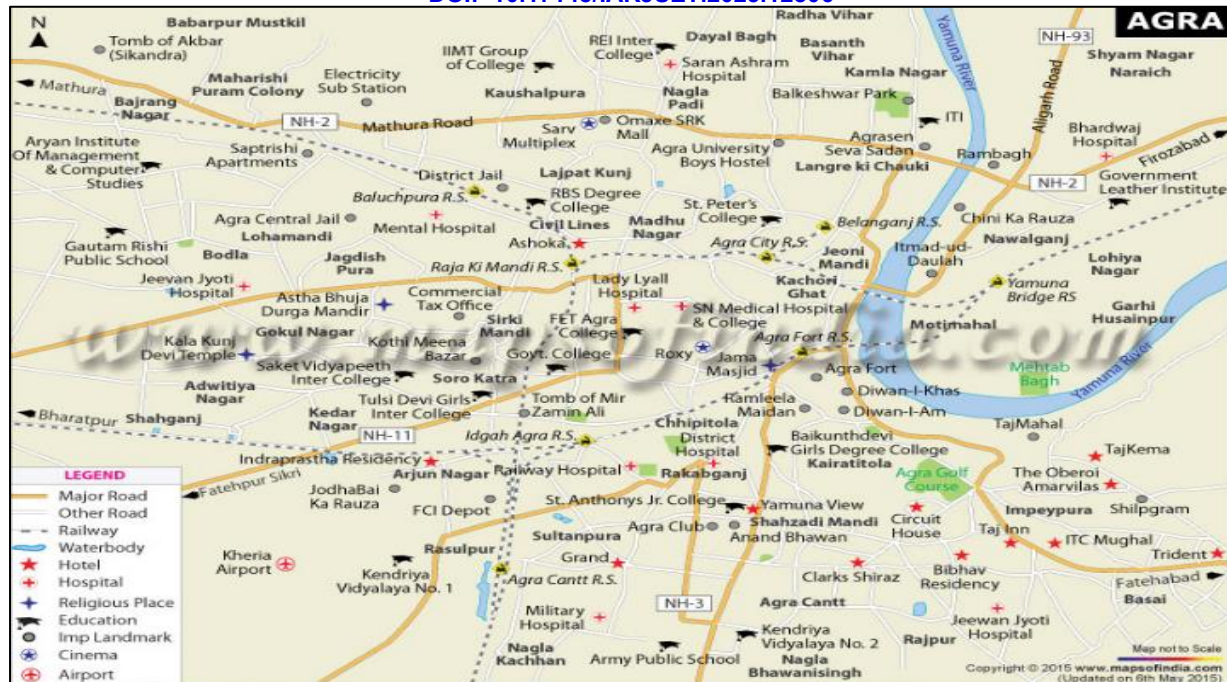 N
AGRA
Babarpur Mustkil
Radha Vihar
Tomb of Akbar
(Sikandra)
IIMT Group
of College
REI Inter
College
Dayal Bagh
Basanth
Vihar
NH-93
Shyam Nagar
Naraich
Mathura
Maharishi
Puram Colony
Electricity
Sub Station
Kaushalpura
Saran Ashram
Hospital
Nagla
Padi
Kamla Nagar
Balkeshwar Park
Yamuna River
Aligarh Road
Bajrang
Nagar
NH-2
Mathura Road
Sarv
Multiplex
Omaxe SRK
Mall
ITI
Bhardwaj
Hospital
Firozabad
Aryan Institute
Of Management
& Computer
Studies
Saptrishi
Apartments
Agra University
Boys Hostel
Agrasen
Seva Sadan
Langre ki Chauki
Rambagh
NH-2
Government
Leather Institute
District Jail
Baluchpura R.S.
Lajpat Kunj
RBS Degree
College
St. Peter's
College
Belanganj R.S.
Chini Ka Rauza
Agra Central Jail
Lohamandi
Mental Hospital
Civil Lines
Ashoka
Madhu
Nagar
Agra City R.S.
Jeoni
Mandi
Itmad-ud-
Daulah
Nawalganj
Gautam Rishi
Public School
Bodla
Jagdish
Pura
Raja Ki Mandi R.S.
Lohiya
Nagar
Jeevan Jyoti
Hospital
Astha Bhuja
Durga Mandir
Commercial
Tax Office
Lady Lyall
Hospital
Kachori
Ghat
Yamuna
Bridge RS
SN Medical Hospital
& College
Garhi
Husainpur
Gokul Nagar
Sirki
Mandi
FET Agra
College
Motimahal
www.mapsofindia.com
Kala Kunj
Devi Temple
Kothi Meena
Bazar
Govt. College
Roxy
Jama
Masjid
Agra Fort R.S.
Agra Fort
Mehtab
Bagh
Yamuna River
Saket Vidyapeeth
Inter College
Soro Katra
Diwan-I-Khas
Adwitiya
Nagar
Tulsi Devi Girls
Inter College
Tomb of Mir
Zamin Ali
Ramleela
Maidan
Diwan-I-Am
Bharatpur
Shahganj
Kedar
Nagar
NH-11
Idgah Agra R.S.
Chhipitola
District
Hospital
Baikunthdevi
Girls Degree College
Kairatitola
TajMahal
TajKema
Indraprastha Residency
Arjun Nagar
Railway Hospital
Rakabganj
Agra Golf
Course
The Oberoi
Amarvilas
Fatehpur Sikri
JodhaBai
Ka Rauza
FCI Depot
St. Anthonys Jr. College
Yamuna View
Circuit
House
Impeypura
Shilpgram
Agra Club
Shahzadi Mandi
Anand Bhawan
Taj Inn
ITC Mughal
Trident
Kheria
Airport
Rasulpur
Sultanpura
Grand
Clarks Shiraz
Bibhav
Residency
Fatehabad
Basai
Kendriya
Vidyalaya No. 1
Agra Cantt R.S.
NH-3
Agra Cantt
Military
Hospital
Jeewan Jyoti
Hospital
Kendriya
Vidyalaya No. 2
Rajpur
Nagla
Kachhan
Army Public School
Nagla
Bhawanisingh
LEGEND
Major Road
Other Road
Railway
Waterbody
Hotel
Hospital
Religious Place
Education
Imp Landmark
Cinema
Airport
Map not to Scale
Copyright © 2015 www.mapsofindia.com
(Updated on 6th May 2015)